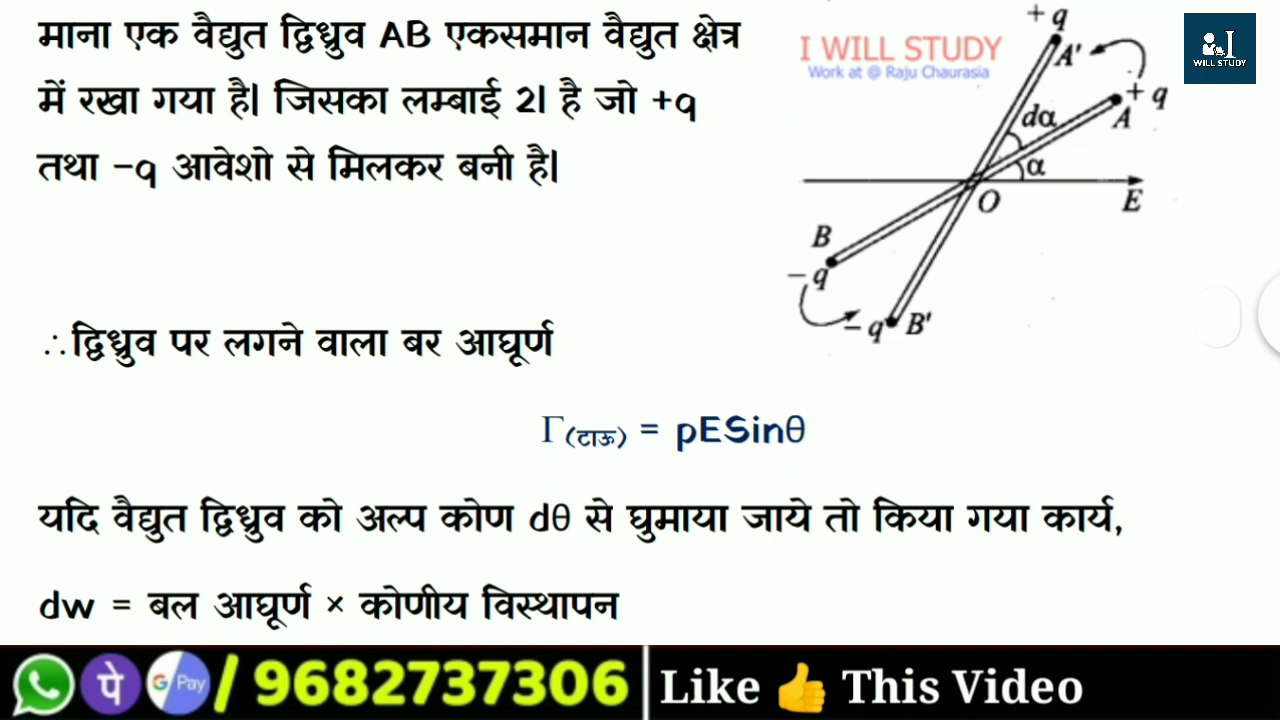 माना एक वैद्युत द्विध्रुव AB एकसमान वैद्युत क्षेत्र
में रखा गया है। जिसका लम्बाई 2l है जो +q
तथा -q आवेशो से मिलकर बनी है।
I WILL STUDY
Work at @ Raju Chaurasia
I
WILL STUDY
+ q
A'
+ q
A
dα
α
O
E
B
- q
- q
B'
∴द्विध्रुव पर लगने वाला बर आघूर्ण
Γ(टाऊ) = pESinθ
यदि वैद्युत द्विध्रुव को अल्प कोण dθ से घुमाया जाये तो किया गया कार्य,
dw = बल आघूर्ण × कोणीय विस्थापन
पे G Pay / 9682737306 Like 👍 This Video